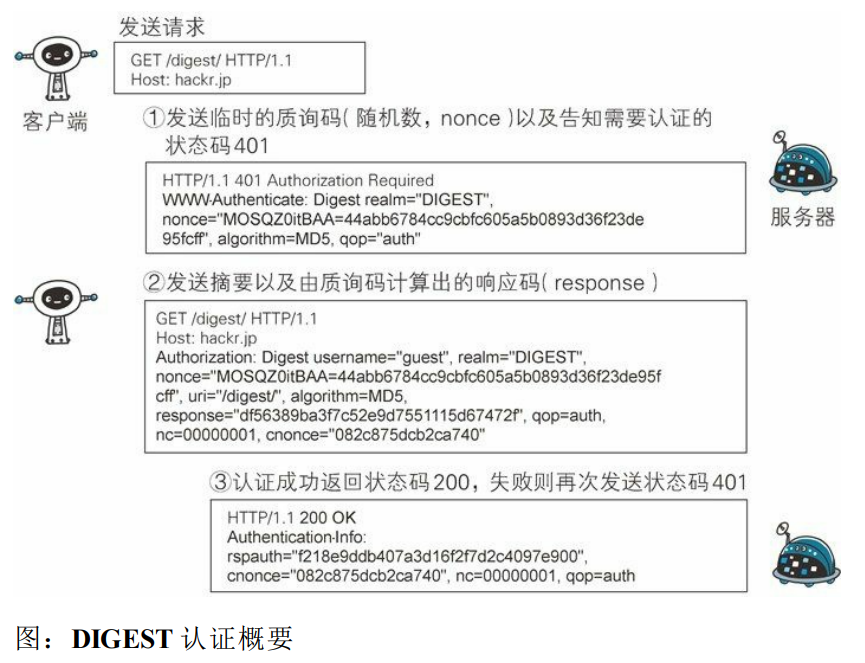 发送请求
GET /digest/ HTTP/1.1
Host: hackr.jp
客户端
①发送临时的质询码(随机数,nonce)以及告知需要认证的
状态码401
HTTP/1.1 401 Authorization Required
WWW-Authenticate: Digest realm="DIGEST",
nonce="MOSQZ0itBAA=44abb6784cc9cbfc605a5b0893d36f23de
95fcff", algorithm=MD5, qop="auth"
服务器
②发送摘要以及由质询码计算出的响应码(response)
GET /digest/ HTTP/1.1
Host: hackr.jp
Authorization: Digest username="guest", realm="DIGEST",
nonce="MOSQZ0itBAA=44abb6784cc9cbfc605a5b0893d36f23de95f
cff", uri="/digest/", algorithm=MD5,
response="df56389ba3f7c52e9d7551115d67472f", qop=auth,
nc=00000001, cnonce="082c875dcb2ca740"
③认证成功返回状态码200,失败则再次发送状态码401
HTTP/1.1 200 OK
Authentication-Info:
rspauth="f218e9ddb407a3d16f2f7d2c4097e900",
cnonce="082c875dcb2ca740", nc=00000001, qop=auth
图:DIGEST 认证概要